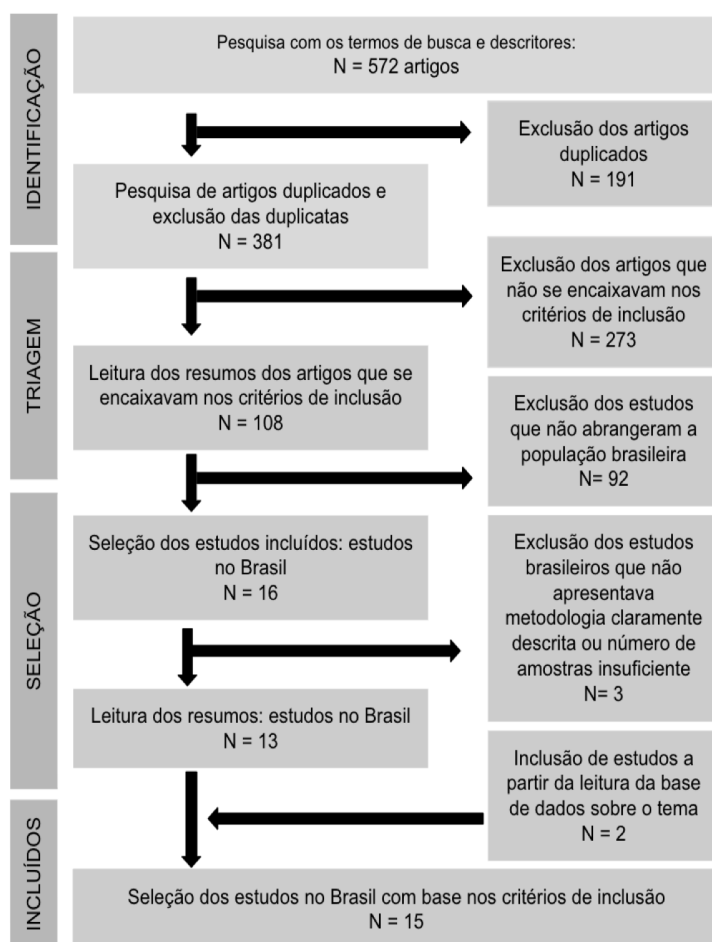 IDENTIFICAÇÃO
Pesquisa com os termos de busca e descritores:
N = 572 artigos
Exclusão dos artigos
duplicados
N = 191
Pesquisa de artigos duplicados e
exclusão das duplicatas
N = 381
TRIAGEM
Exclusão dos artigos que
não se encaixavam nos
critérios de inclusão
N = 273
Leitura dos resumos dos artigos que se
encaixavam nos critérios de inclusão
N = 108
Exclusão dos estudos
que não abrangeram a
população brasileira
N= 92
SELEÇÃO
Seleção dos estudos incluídos: estudos
no Brasil
N = 16
Exclusão dos estudos
brasileiros que não
apresentava
metodologia claramente
descrita ou número de
amostras insuficiente
N= 3
Leitura dos resumos: estudos no Brasil
N = 13
Inclusão de estudos a
partir da leitura da base
de dados sobre o tema
N = 2
INCLUÍDOS
Seleção dos estudos no Brasil com base nos critérios de inclusão
N = 15